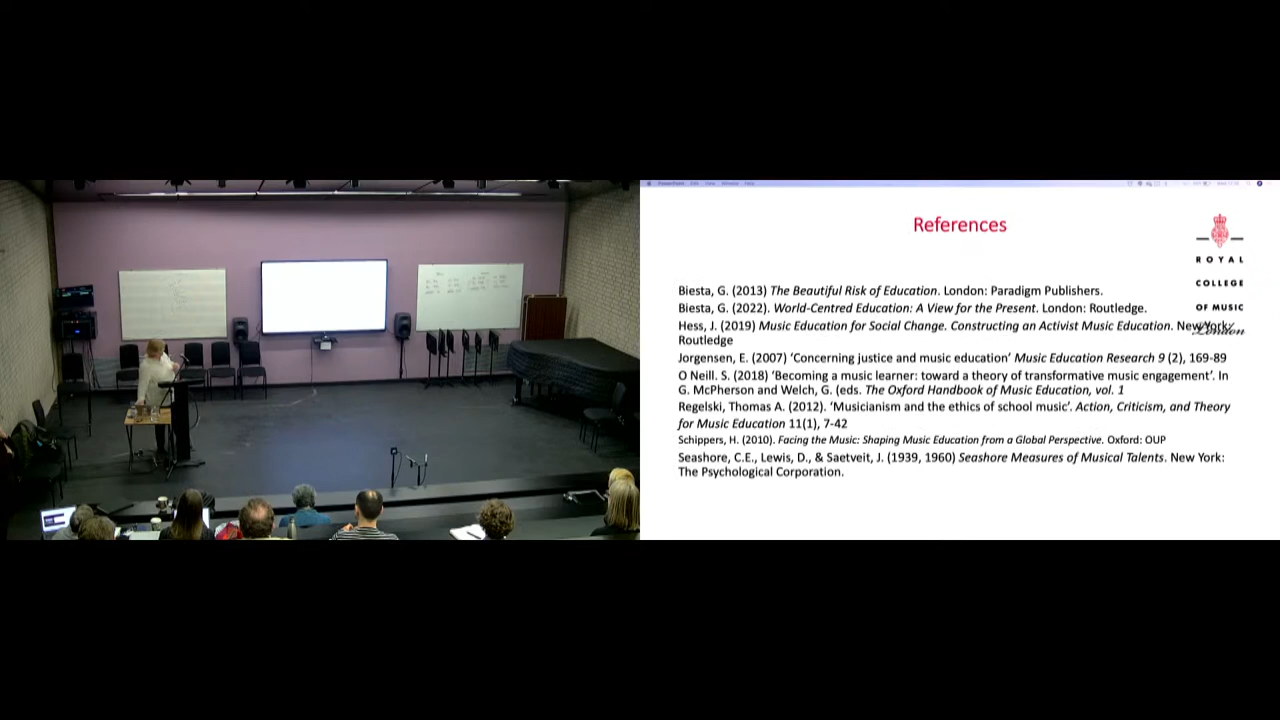 References
ROYAL
COLLEGE
OF MUSIC
London
Biesta, G. (2013) The Beautiful Risk of Education. London: Paradigm Publishers.
Biesta, G. (2022). World-Centred Education: A View for the Present. London: Routledge.
Hess, J. (2019) Music Education for Social Change. Constructing an Activist Music Education. New York:
Routledge
Jorgensen, E. (2007) ‘Concerning justice and music education’ Music Education Research 9 (2), 169-89
O Neill. S. (2018) ‘Becoming a music learner: toward a theory of transformative music engagement’. In
G. McPherson and Welch, G. (eds. The Oxford Handbook of Music Education, vol. 1
Regelski, Thomas A. (2012). ‘Musicianism and the ethics of school music’. Action, Criticism, and Theory
for Music Education 11(1), 7-42
Schippers, H. (2010). Facing the Music: Shaping Music Education from a Global Perspective. Oxford: OUP
Seashore, C.E., Lewis, D., & Saetveit, J. (1939, 1960) Seashore Measures of Musical Talents. New York:
The Psychological Corporation.